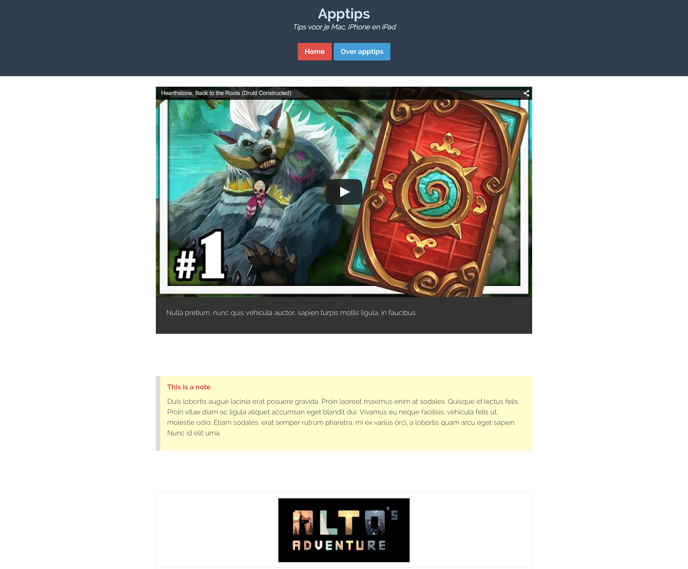 Apptips
Tips voor je Mac, iPhone en iPad
Home
Over apptips
Hearthstone: Back to the Roots (Druid Constructed)
#1
Nulla pretium, nunc quis vehicula auctor, sapien turpis mollis ligula, in faucibus.
This is a note
Duis lobortis augue lacinia erat posuere gravida. Proin laoreet maximus enim at sodales. Quisque id lectus felis.
Proin vitae diam ac ligula aliquet accumsan eget blandit dui. Vivamus eu neque facilisis, vehicula felis ut,
molestie odio. Etiam sodales, erat semper rutrum pharetra, mi ex varius orci, a lobortis quam arcu eget sapien.
Nunc id elit urna.
ALTO's
ADVENTURE